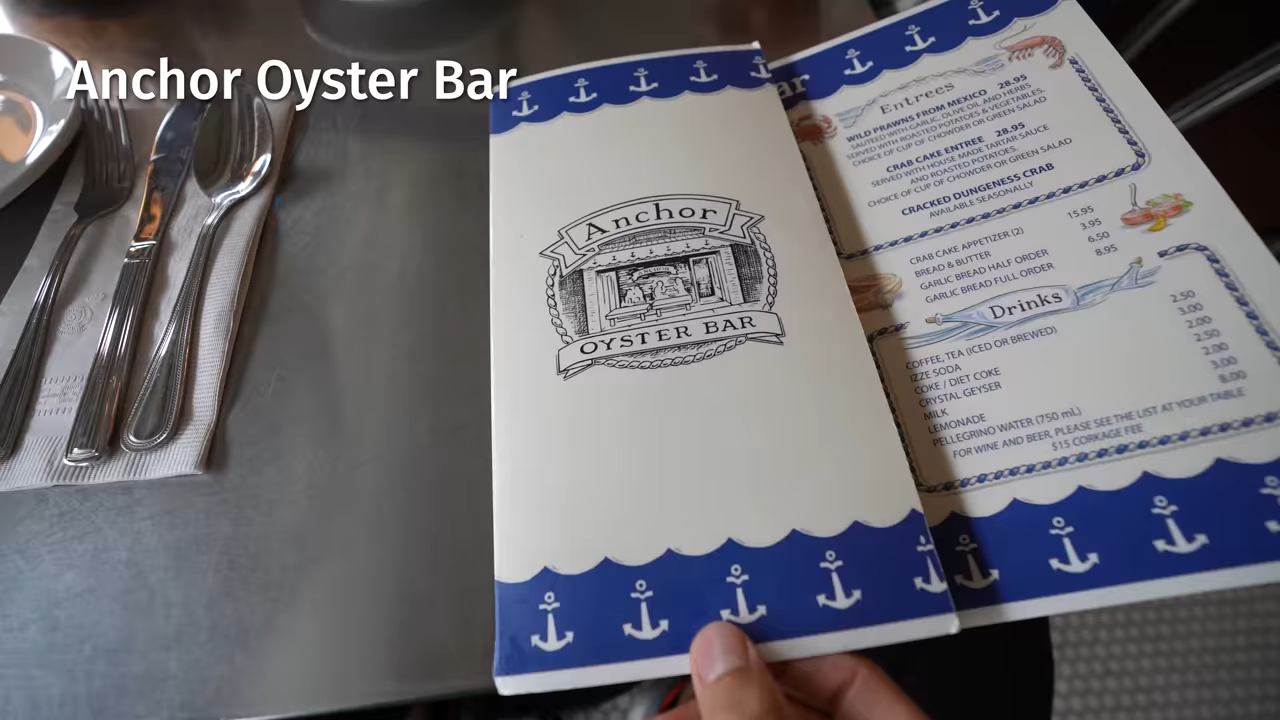 Anchor Oyster Bar
Anchor
OYSTER BAR
ar
Entrees
WILD PRAWNS FROM MEXICO 28.95
SAUTEED WITH GARLIC, OLIVE OIL AND HERBS
SERVED WITH ROASTED POTATOES & VEGETABLES.
CHOICE OF CUP OF CHOWDER OR GREEN SALAD
CRAB CAKE ENTREE 28.95
SERVED WITH HOUSE MADE TARTAR SAUCE
AND ROASTED POTATOES.
CHOICE OF CUP OF CHOWDER OR GREEN SALAD
CRACKED DUNGENESS CRAB
AVAILABLE SEASONALLY
CRAB CAKE APPETIZER (2) 15.95
BREAD & BUTTER 3.95
GARLIC BREAD HALF ORDER 6.50
GARLIC BREAD FULL ORDER 8.95
Drinks
COFFEE, TEA (ICED OR BREWED) 2.50
IZZE SODA 3.00
COKE / DIET COKE 2.00
CRYSTAL GEYSER 2.50
MILK 2.00
LEMONADE 3.00
PELLEGRINO WATER (750 mL) 8.00
FOR WINE AND BEER, PLEASE SEE THE LIST AT YOUR TABLE
$15 CORKAGE FEE